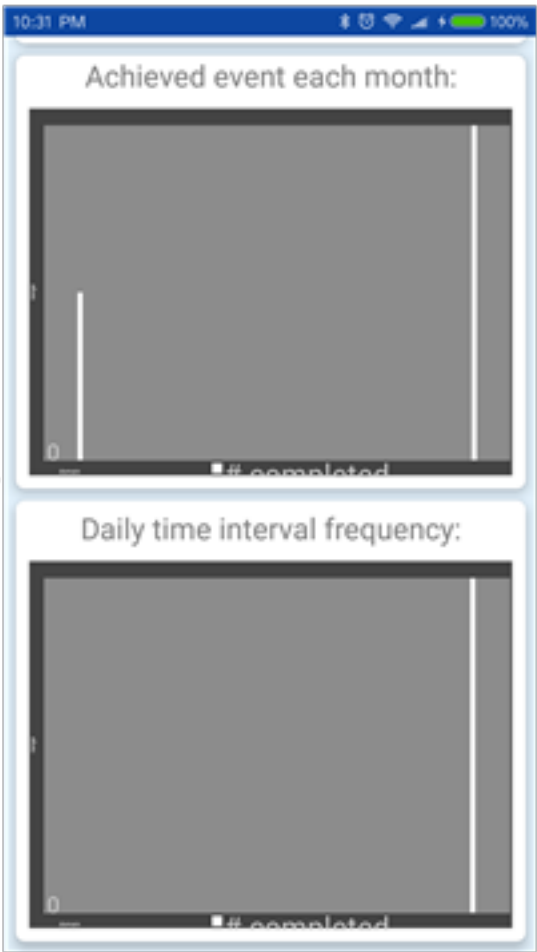 10:31 PM 100%
Achieved event each month:
0
# completed
Daily time interval frequency:
0
# completed